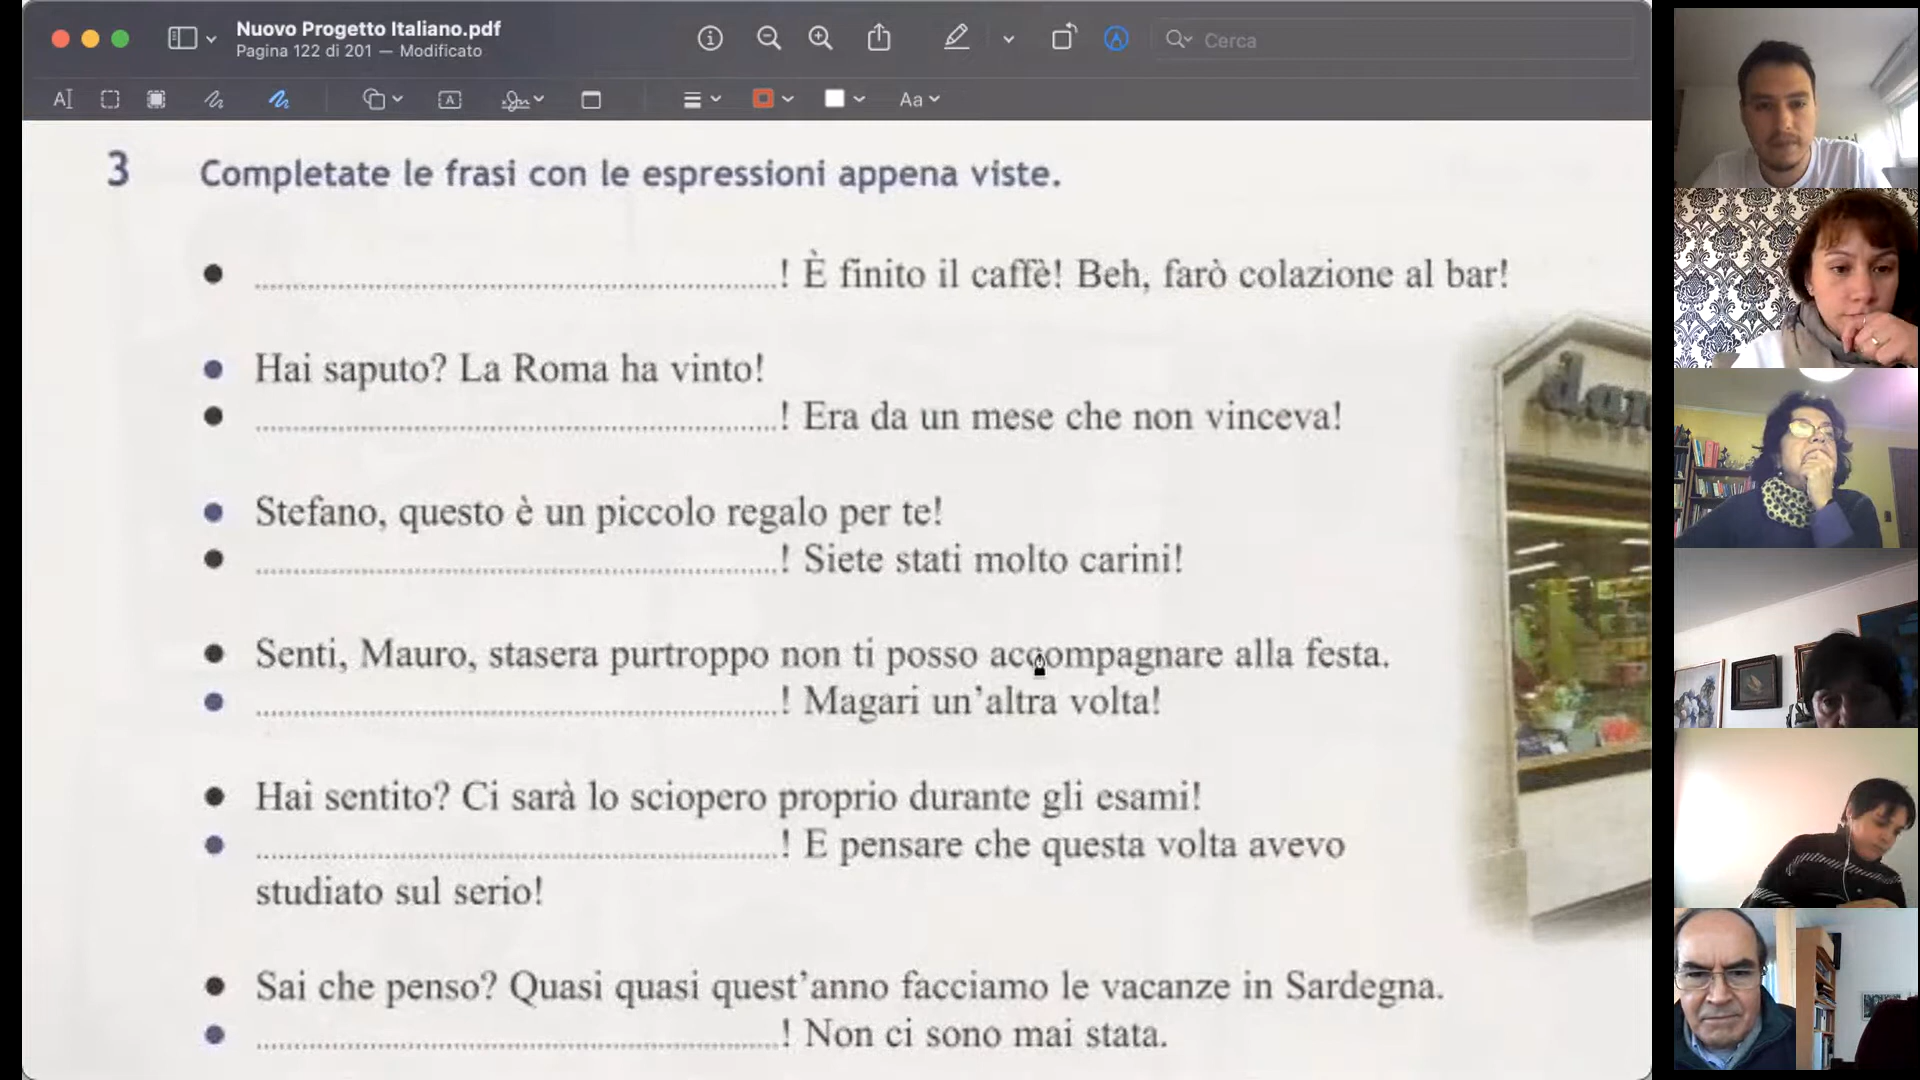 Nuovo Progetto Italiano.pdf
Pagina 122 di 201 — Modificato
Cerca
Aa
3 Completate le frasi con le espressioni appena viste.
● ....................................................! È finito il caffè! Beh, farò colazione al bar!
● Hai saputo? La Roma ha vinto!
● ....................................................! Era da un mese che non vinceva!
● Stefano, questo è un piccolo regalo per te!
● ....................................................! Siete stati molto carini!
● Senti, Mauro, stasera purtroppo non ti posso accompagnare alla festa.
● ....................................................! Magari un'altra volta!
● Hai sentito? Ci sarà lo sciopero proprio durante gli esami!
● ....................................................! E pensare che questa volta avevo
studiato sul serio!
● Sai che penso? Quasi quasi quest'anno facciamo le vacanze in Sardegna.
● ....................................................! Non ci sono mai stata.